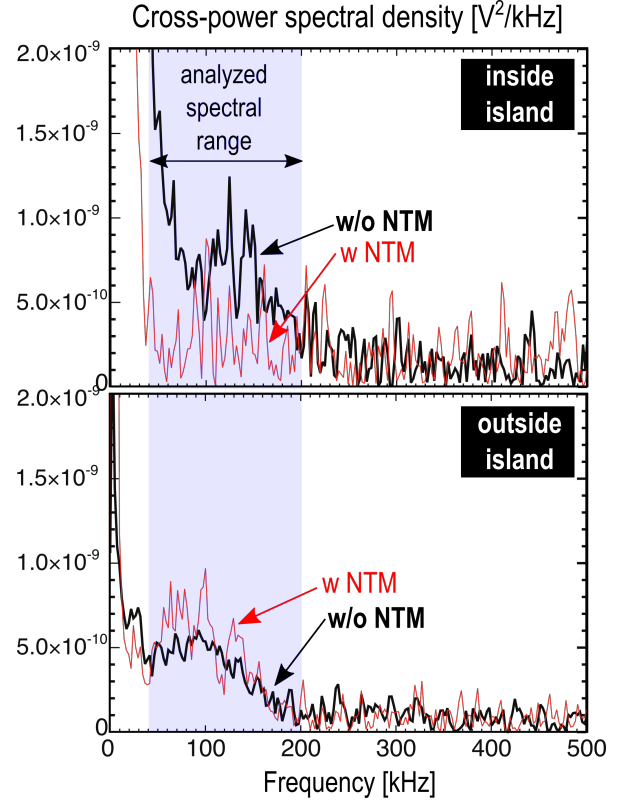 Cross-power spectral density [V²/kHz]
2.0×10⁻⁹
analyzed
spectral
range
inside
island
1.5×10⁻⁹
1.0×10⁻⁹
w/o NTM
w NTM
5.0×10⁻¹⁰
0
2.0×10⁻⁹
outside
island
1.5×10⁻⁹
1.0×10⁻⁹
w NTM
w/o NTM
5.0×10⁻¹⁰
0
0 100 200 300 400 500
Frequency [kHz]